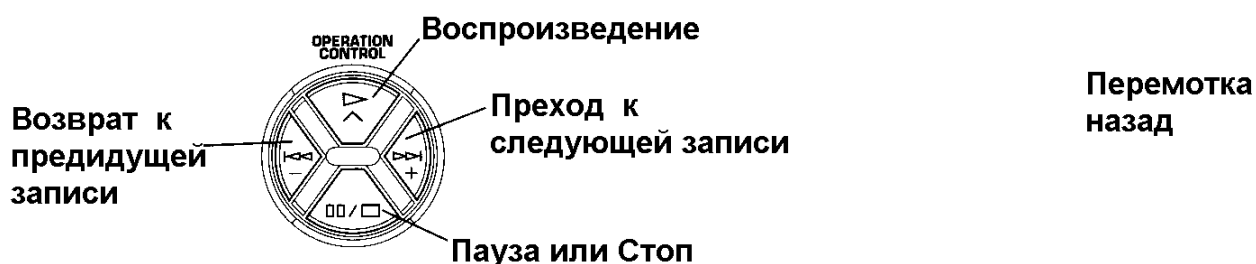 Воспроизведение
OPERATION
CONTROL
Возврат к
предидущей
записи
Преход к
следующей записи
− +
Пауза или Стоп
Перемотка
назад